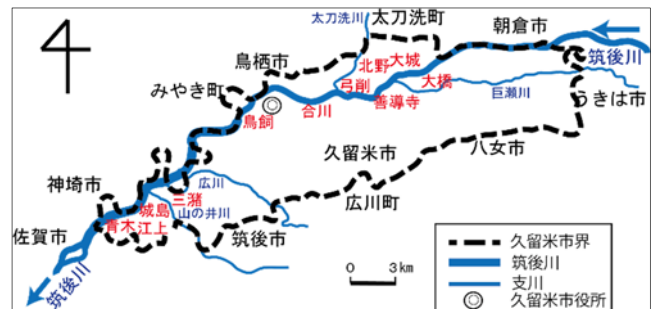 太刀洗川
太刀洗町
朝倉市
筑後川
鳥栖市
北野
大城
みやき町
弓削
大橋
善導寺
巨瀬川
うきは市
鳥飼
合川
久留米市
八女市
神埼市
広川
広川町
三潴
城島
山の井川
青木
江上
筑後市
佐賀市
筑後川
0 3km
久留米市界
筑後川
支川
久留米市役所